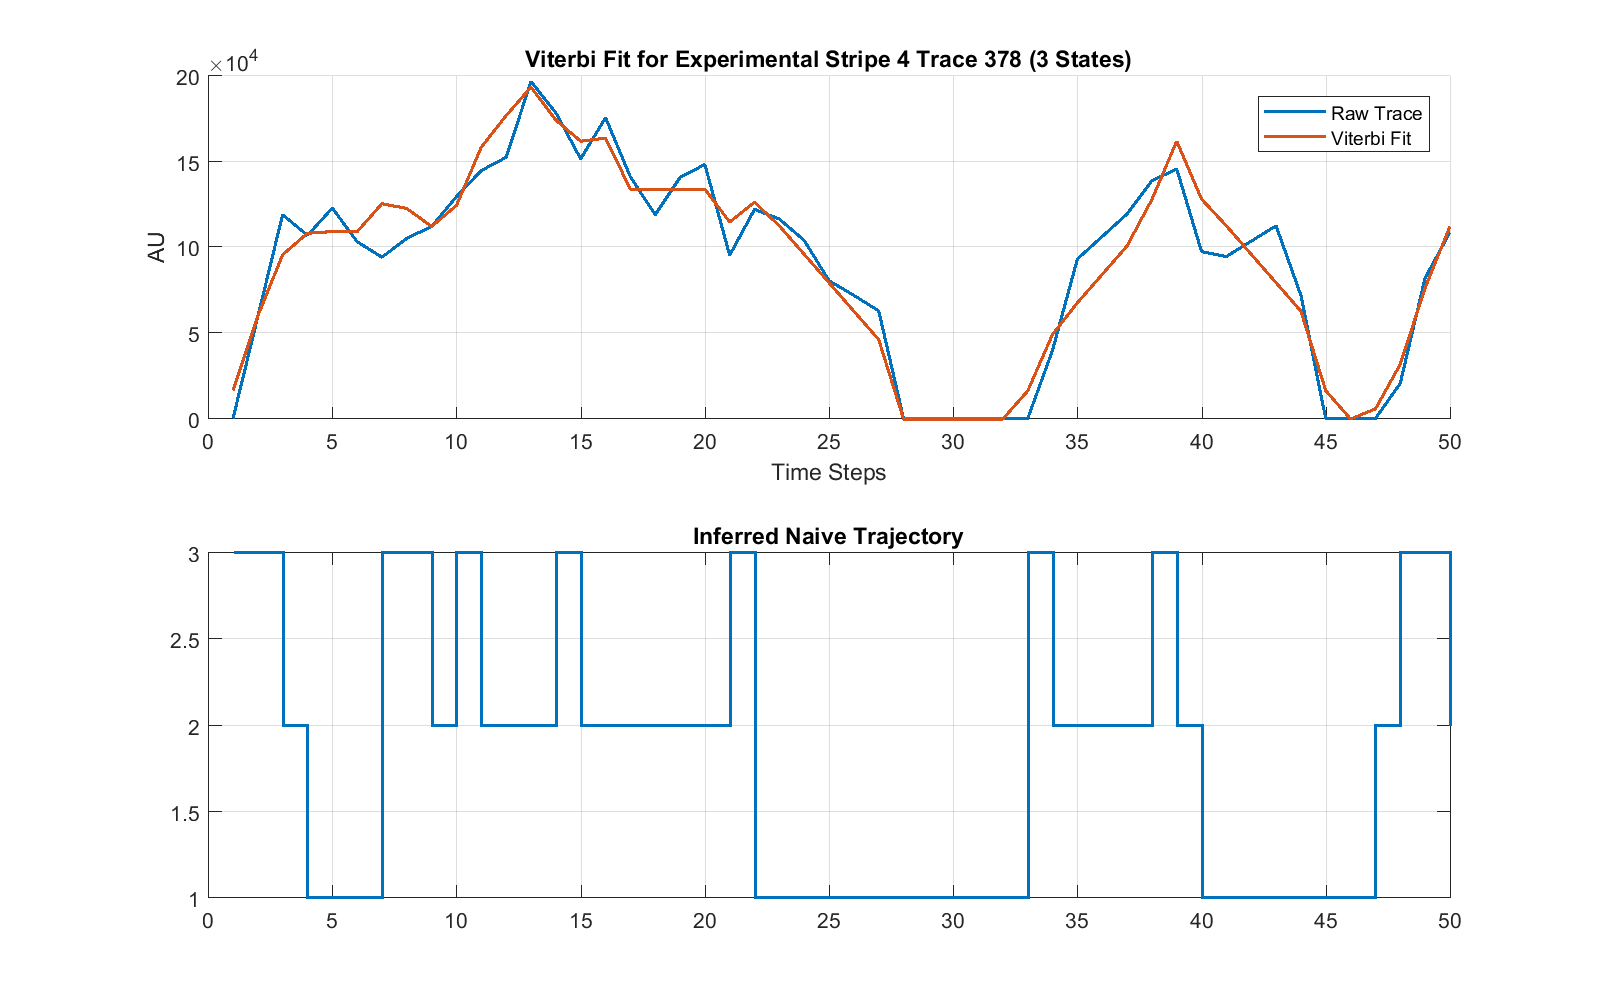 Viterbi Fit for Experimental Stripe 4 Trace 378 (3 States)
×10⁴
20
15
10
5
0
AU
Raw Trace
Viterbi Fit
0 5 10 15 20 25 30 35 40 45 50
Time Steps
Inferred Naive Trajectory
3
2.5
2
1.5
1
0 5 10 15 20 25 30 35 40 45 50